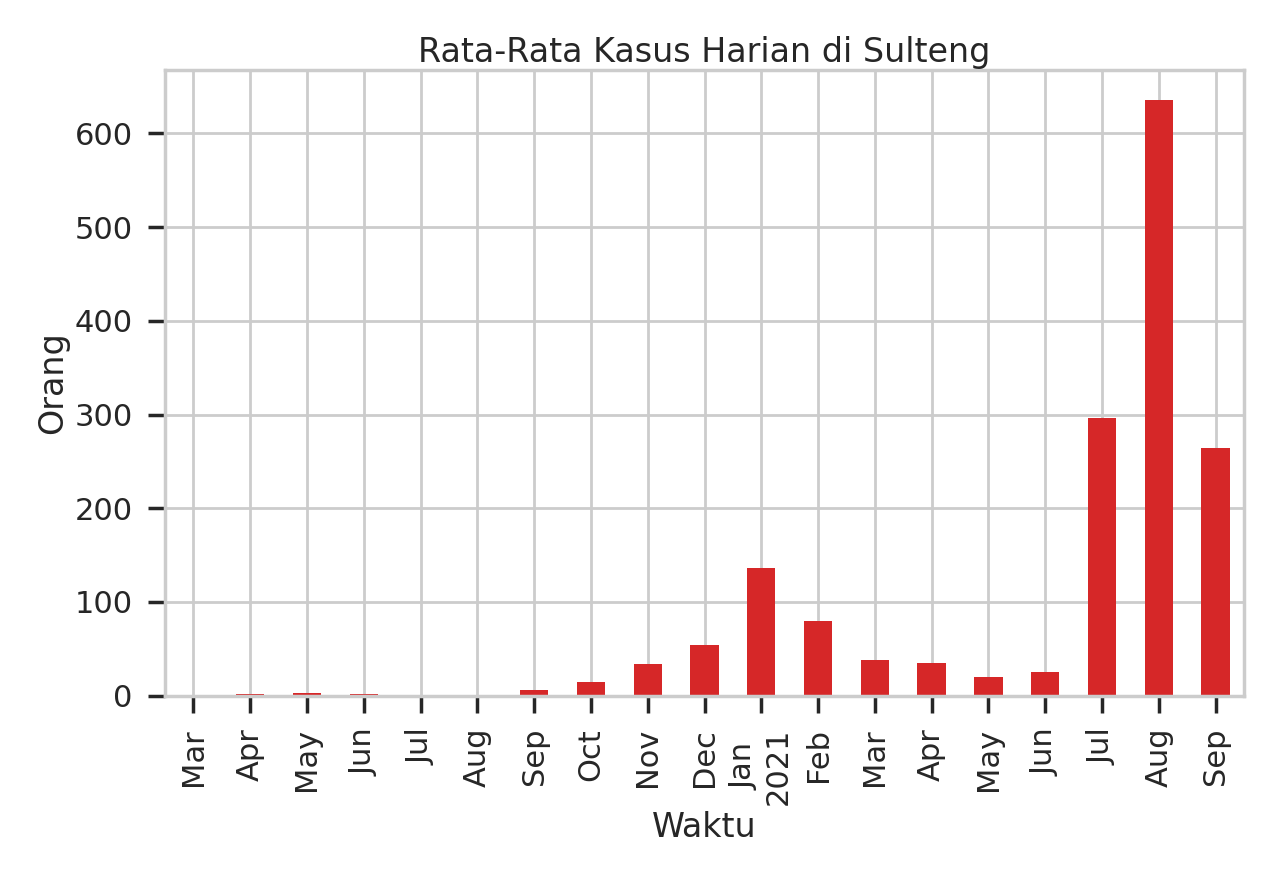 Rata-Rata Kasus Harian di Sulteng
Orang
600
500
400
300
200
100
0
Mar
Apr
May
Jun
Jul
Aug
Sep
Oct
Nov
Dec
Jan
2021
Feb
Mar
Apr
May
Jun
Jul
Aug
Sep
Waktu